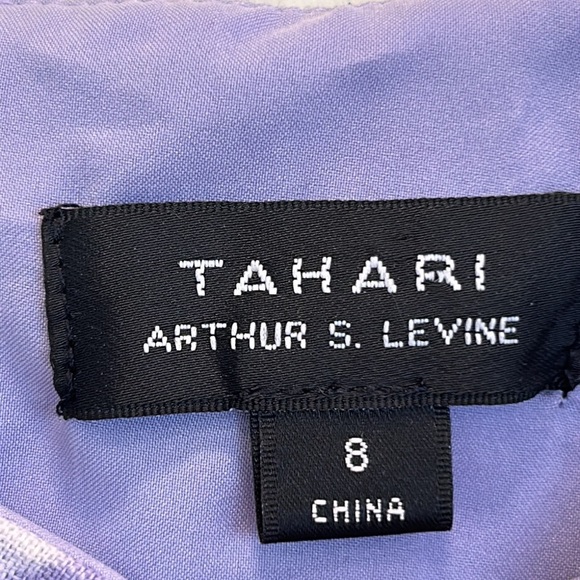 TAHARI
ARTHUR S. LEVINE
8
CHINA